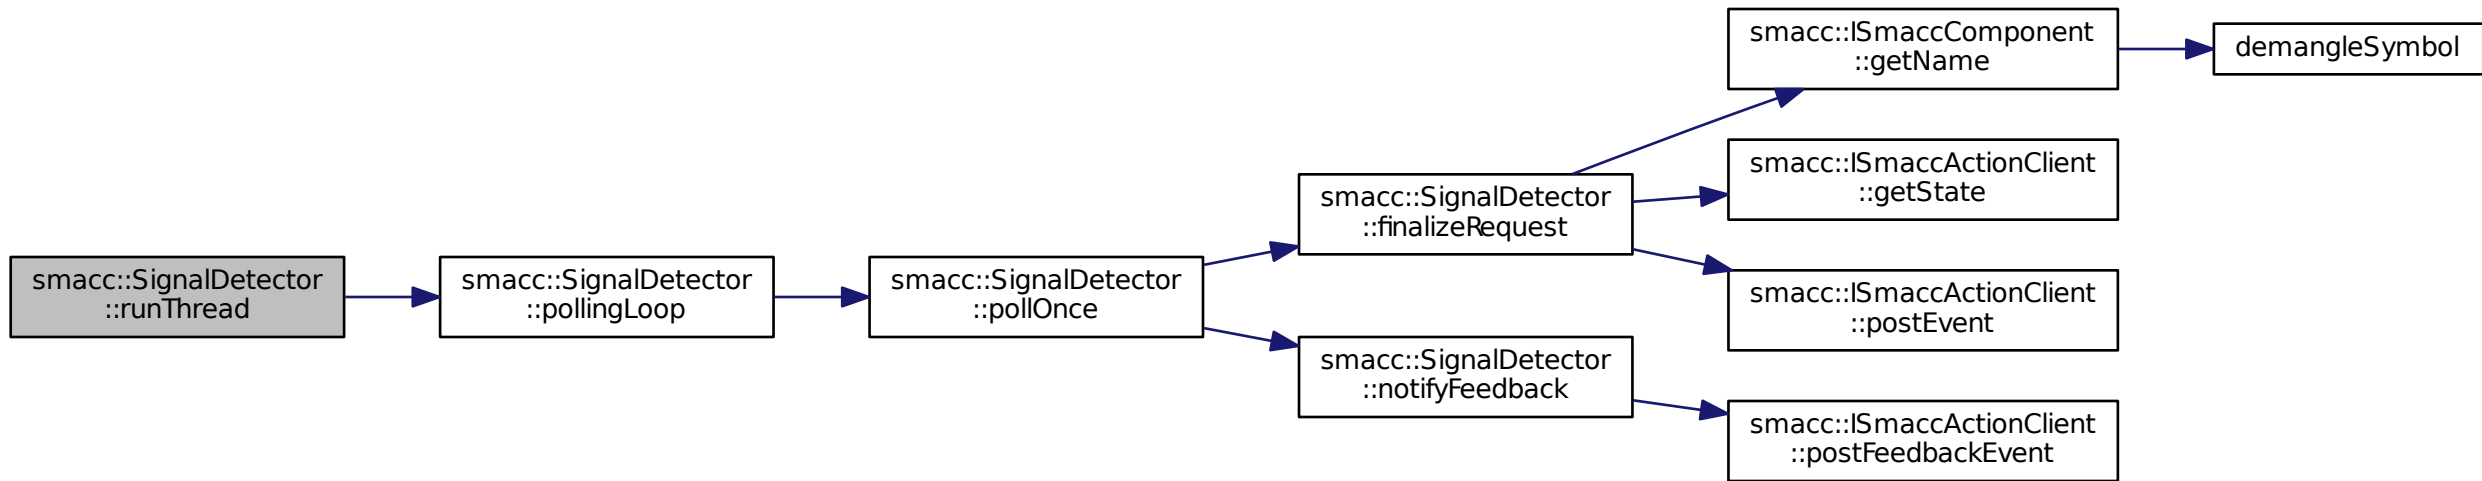 smacc::SignalDetector
::runThread
smacc::SignalDetector
::pollingLoop
smacc::SignalDetector
::pollOnce
smacc::SignalDetector
::finalizeRequest
smacc::SignalDetector
::notifyFeedback
smacc::ISmaccComponent
::getName
smacc::ISmaccActionClient
::getState
smacc::ISmaccActionClient
::postEvent
smacc::ISmaccActionClient
::postFeedbackEvent
demangleSymbol